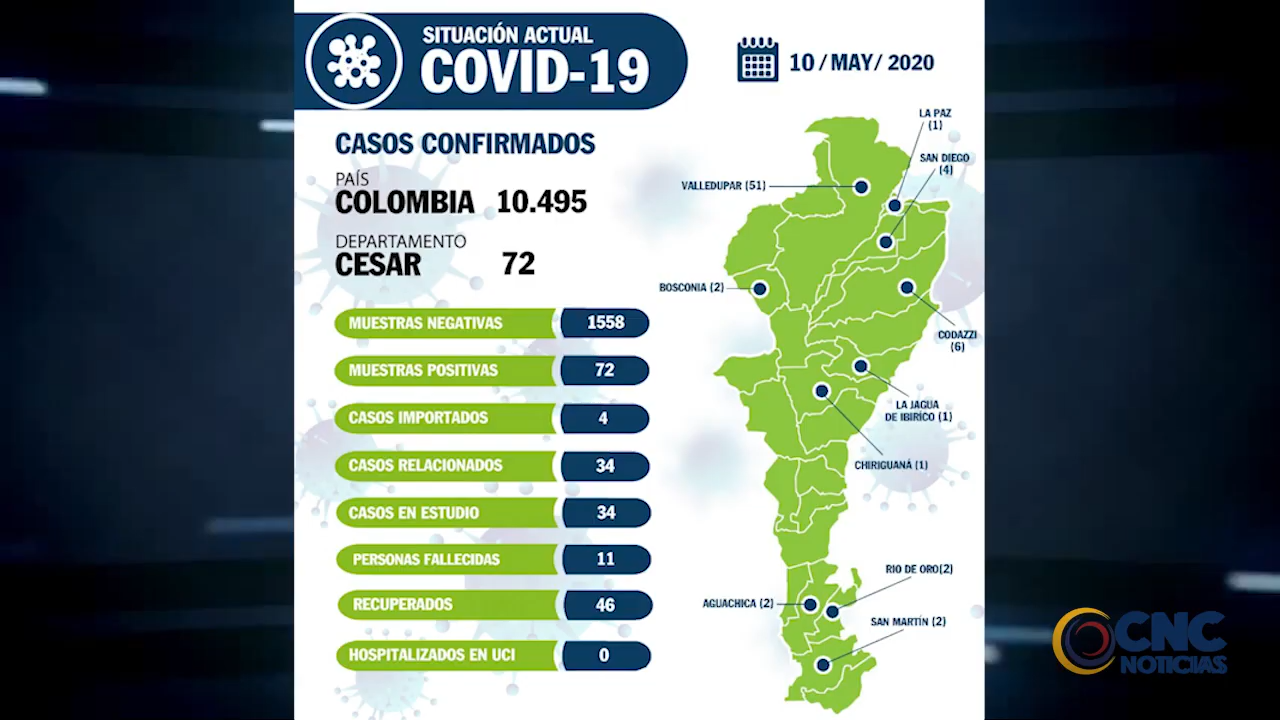 SITUACIÓN ACTUAL
COVID-19
10 / MAY / 2020
CASOS CONFIRMADOS
PAÍS
COLOMBIA 10.495
DEPARTAMENTO
CESAR 72
MUESTRAS NEGATIVAS 1558
MUESTRAS POSITIVAS 72
CASOS IMPORTADOS 4
CASOS RELACIONADOS 34
CASOS EN ESTUDIO 34
PERSONAS FALLECIDAS 11
RECUPERADOS 46
HOSPITALIZADOS EN UCI 0
LA PAZ
(1)
SAN DIEGO
(4)
VALLEDUPAR (51)
BOSCONIA (2)
CODAZZI
(6)
LA JAGUA
DE IBIRÍCO (1)
CHIRIGUANÁ (1)
RIO DE ORO(2)
AGUACHICA (2)
SAN MARTÍN (2)
CNC
NOTICIAS